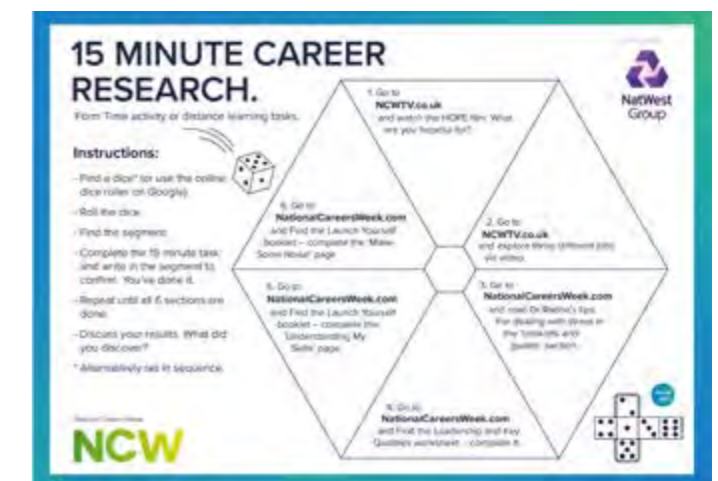 15 MINUTE CAREER
RESEARCH.
Form Time activity or distance learning tasks.
Instructions:
- Find a dice* (or use the online
dice roller on Google)
- Roll the dice
- Find the segment
- Complete the 15 minute task
and write in the segment to
confirm. You've done it.
- Repeat until all 6 sections are
done.
- Discuss your results. What did
you discover?
* Alternatively roll in sequence.
NCW
1. Go to
NCWTV.co.uk
and watch the HOPE film. What
are you hopeful for?
2. Go to
NCWTV.co.uk
and explore three different jobs
via video.
3. Go to
NationalCareersWeek.com
and read Dr Radha's tips
for dealing with stress in
the 'toolkits and
guides' section.
4. Go to
NationalCareersWeek.com
and Find the Leadership and Key
Qualities worksheet - complete it.
5. Go to
NationalCareersWeek.com
and Find the Launch Yourself
booklet – complete the
'Understanding My
Skills' page.
6. Go to
NationalCareersWeek.com
and Find the Launch Yourself
booklet – complete the 'Make
Some Noise' page
NatWest
Group